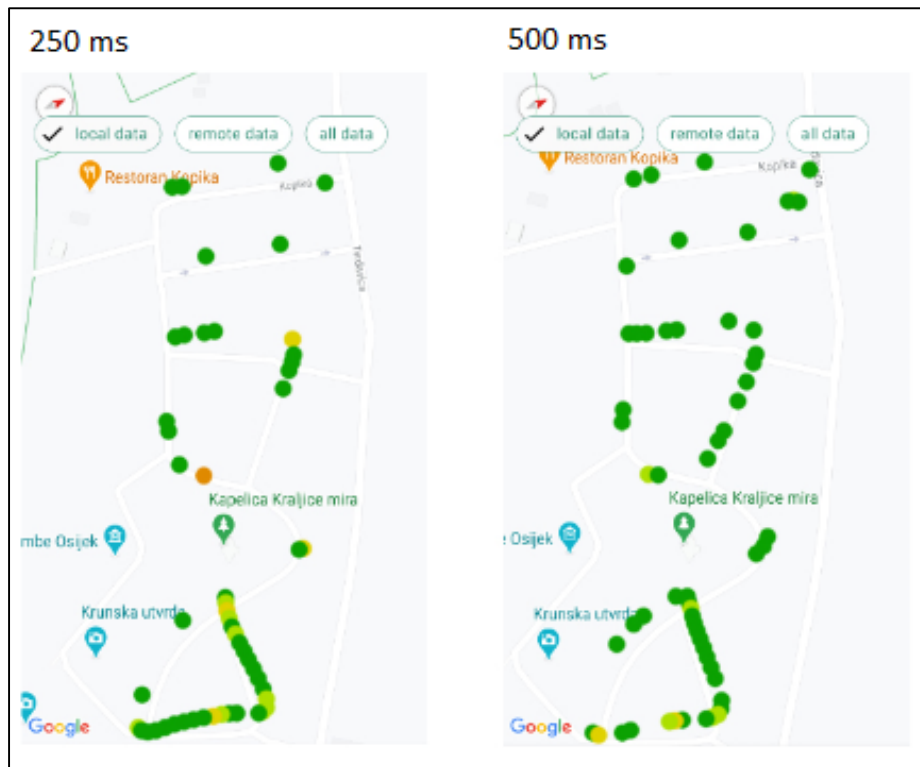 250 ms
500 ms
local data
remote data
all data
Restoran Kopika
Kopika
Kapelica Kraljice mira
mbe Osijek
Krunska utvrda
Google
local data
remote data
all data
Restoran Kopika
Kopika
Kapelica Kraljice mira
e Osijek
Krunska utvrda
Google